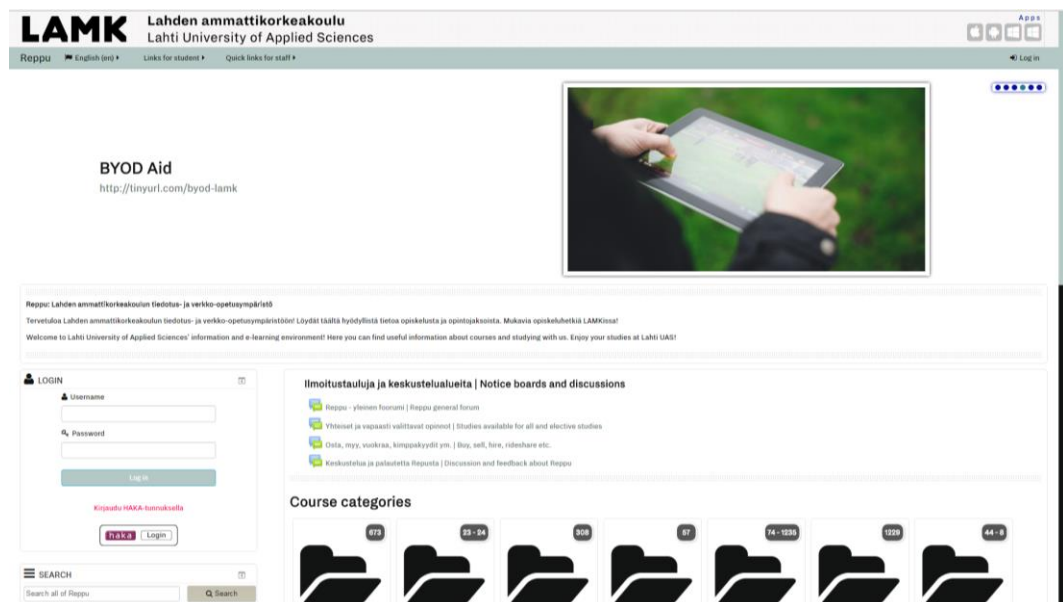 LAMK
Lahden ammattikorkeakoulu
Lahti University of Applied Sciences
Apps
Reppu English (en) Links for student Quick links for staff Log in
BYOD Aid
http://tinyurl.com/byod-lamk
Reppu: Lahden ammattikorkeakoulun tiedotus- ja verkko-opetusympäristö
Tervetuloa Lahden ammattikorkeakoulun tiedotus- ja verkko-opetusympäristöön! Löydät täältä hyödyllistä tietoa opiskelusta ja opintojaksoista. Mukavia opiskeluhetkiä LAMKissa!
Welcome to Lahti University of Applied Sciences' information and e-learning environment! Here you can find useful information about courses and studying with us. Enjoy your studies at Lahti UAS!
LOGIN
Username
Password
Log in
Kirjaudu HAKA-tunnuksella
haka Login
SEARCH
Search all of Reppu Search
Ilmoitustauluja ja keskustelualueita | Notice boards and discussions
Reppu - yleinen foorumi | Reppu general forum
Yhteiset ja vapaasti valittavat opinnot | Studies available for all and elective studies
Osta, myy, vuokraa, kimppakyydit ym. | Buy, sell, hire, rideshare etc.
Keskustelua ja palautetta Repusta | Discussion and feedback about Reppu
Course categories
673 23 - 24 308 57 74 - 1235 1229 44 - 8